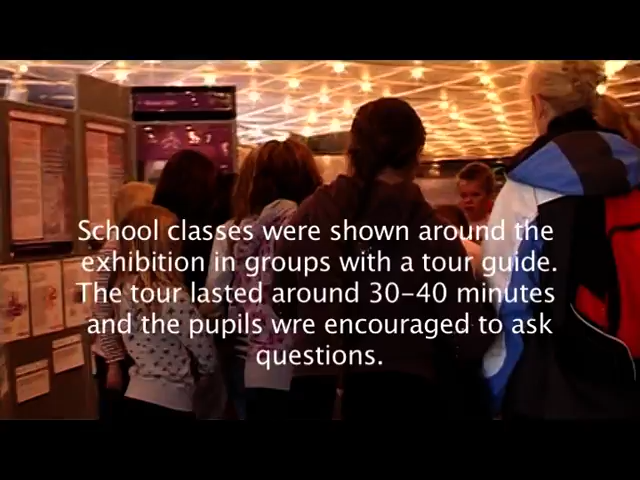 School classes were shown around the
exhibition in groups with a tour guide.
The tour lasted around 30-40 minutes
and the pupils wre encouraged to ask
questions.